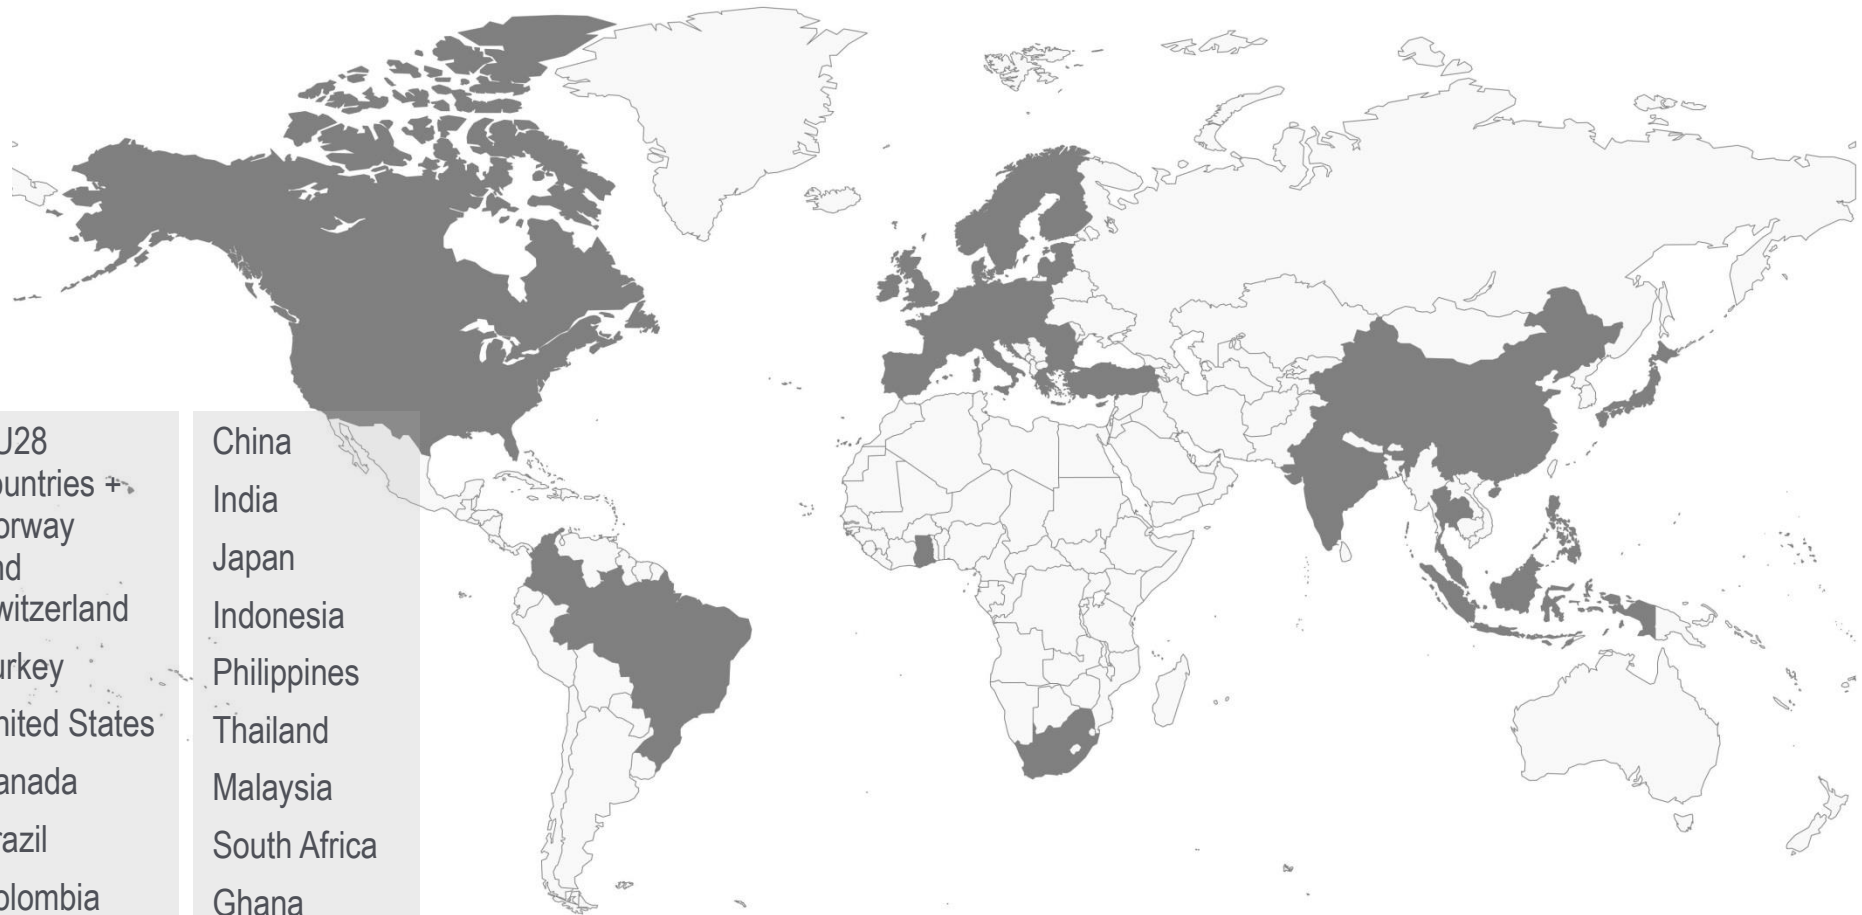 U28
ountries +
orway
nd
witzerland
urkey
nited States
anada
razil
olombia
China
India
Japan
Indonesia
Philippines
Thailand
Malaysia
South Africa
Ghana